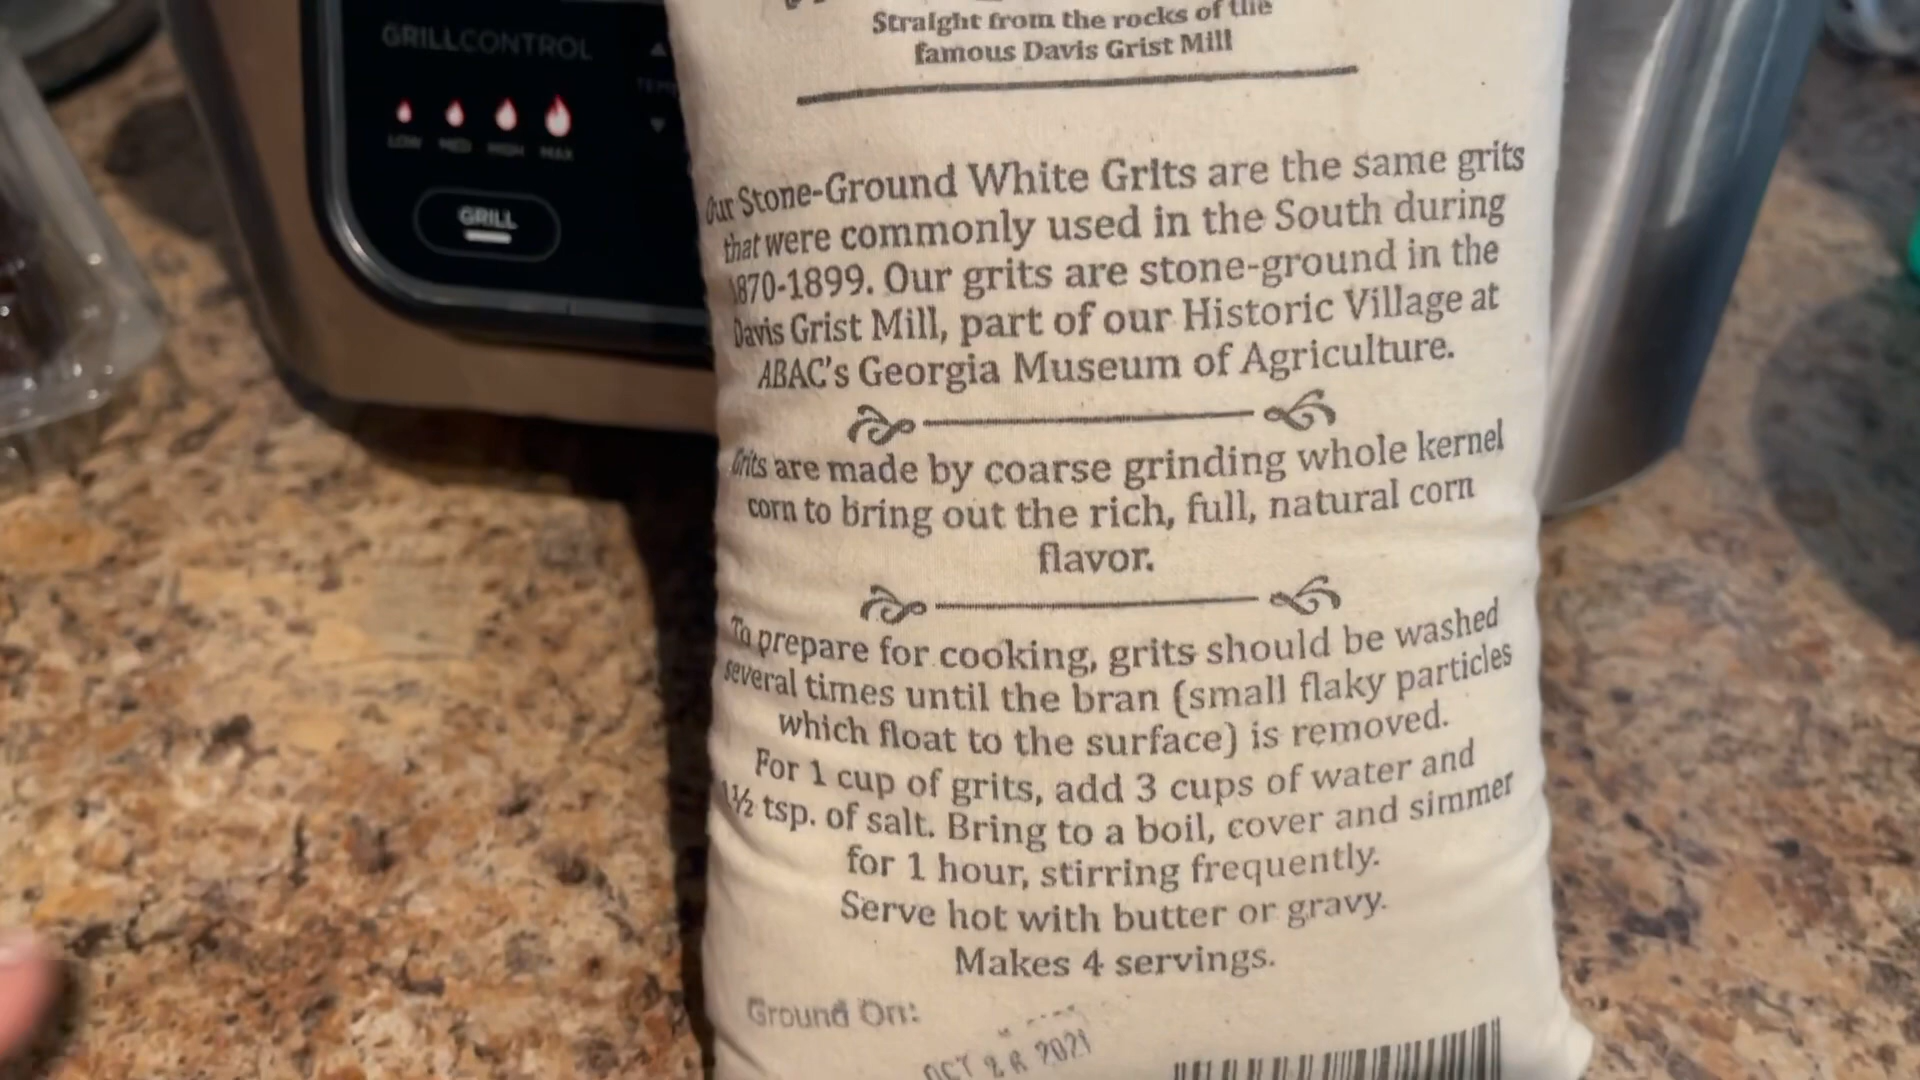 GRILLCONTROL
LOW MED HIGH MAX
GRILL
Straight from the rocks of the
famous Davis Grist Mill
Our Stone-Ground White Grits are the same grits
that were commonly used in the South during
1870-1899. Our grits are stone-ground in the
Davis Grist Mill, part of our Historic Village at
ABAC's Georgia Museum of Agriculture.
Grits are made by coarse grinding whole kernel
corn to bring out the rich, full, natural corn
flavor.
To prepare for cooking, grits should be washed
several times until the bran (small flaky particles
which float to the surface) is removed.
For 1 cup of grits, add 3 cups of water and
1½ tsp. of salt. Bring to a boil, cover and simmer
for 1 hour, stirring frequently.
Serve hot with butter or gravy.
Makes 4 servings.
Ground On:
OCT 2021